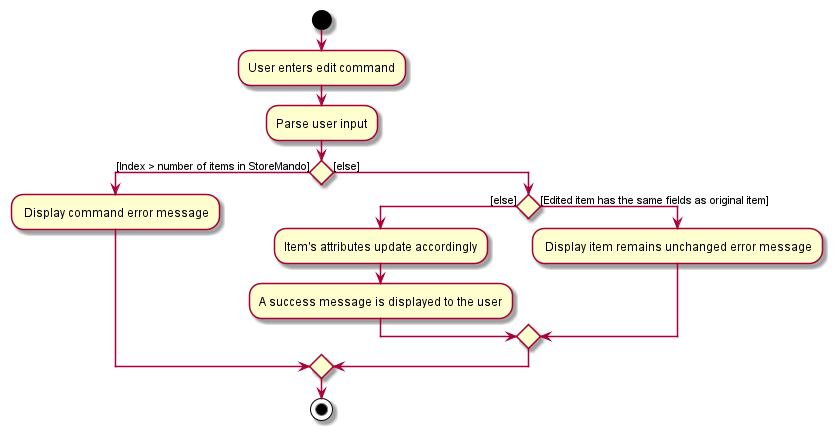 User enters edit command
Parse user input
[Index > number of items in StoreMando]
[else]
Display command error message
[else]
[Edited item has the same fields as original item]
Item's attributes update accordingly
Display item remains unchanged error message
A success message is displayed to the user